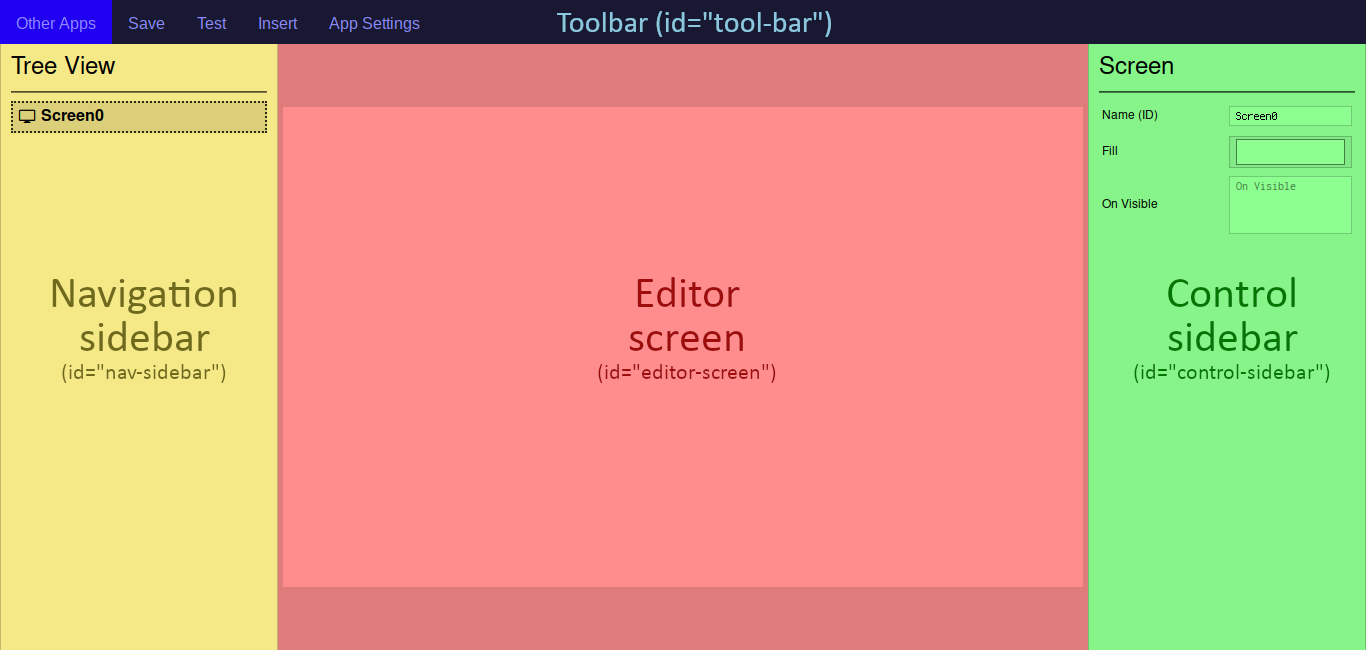 Other Apps Save Test Insert App Settings Toolbar (id="tool-bar")
Tree View
Screen0
Navigation
sidebar
(id="nav-sidebar")
Editor
screen
(id="editor-screen")
Screen
Name (ID) Screen0
Fill
On Visible On Visible
Control
sidebar
(id="control-sidebar")